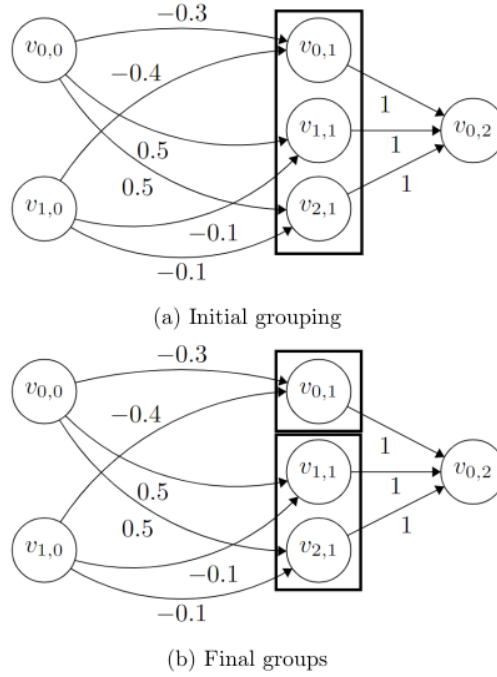 −0.3
v0,0
v0,1
−0.4
1
v1,1
v0,2
1
0.5
1
0.5
v1,0
v2,1
−0.1
−0.1
(a) Initial grouping
−0.3
v0,0
v0,1
−0.4
1
v1,1
v0,2
1
0.5
1
0.5
v1,0
v2,1
−0.1
−0.1
(b) Final groups